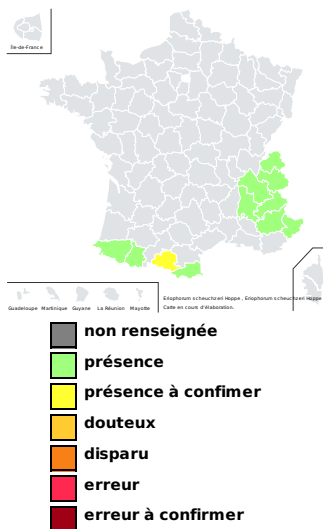 Île-de-France
Guadeloupe Martinique Guyane La Réunion Mayotte
Eriophorum scheuchzeri Hoppe , Eriophorum scheuchzeri Hoppe
Carte en cours d'élaboration.
non renseignée
présence
présence à confimer
douteux
disparu
erreur
erreur à confirmer